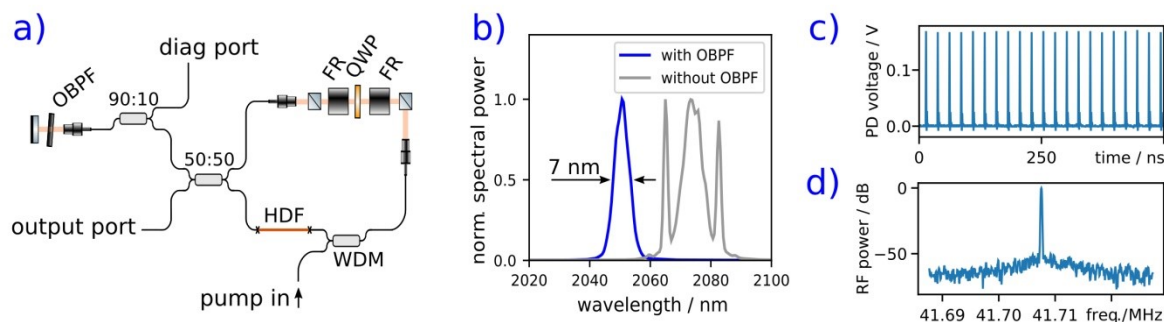 a)
diag port
OBPF
90:10
FR
QWP
FR
50:50
output port
HDF
WDM
pump in
b)
with OBPF
without OBPF
norm. spectral power
1.0
0.5
0.0
7 nm
2020 2040 2060 2080 2100
wavelength / nm
c)
PD voltage / V
0.1
0.0
0 250 time / ns
d)
RF power / dB
0
−50
41.69 41.70 41.71 freq./MHz